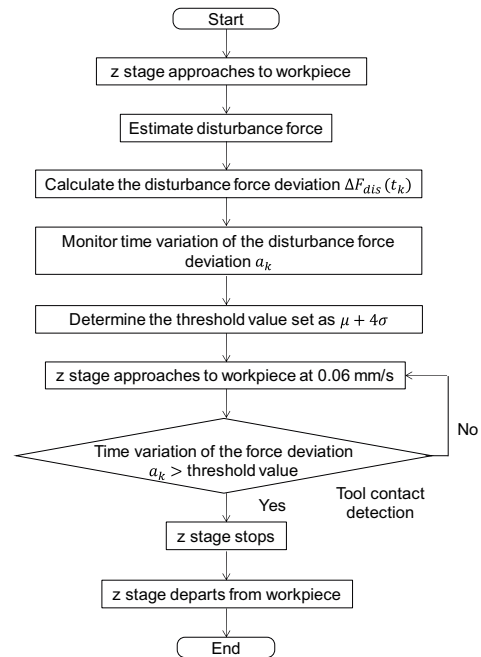 Start
z stage approaches to workpiece
Estimate disturbance force
Calculate the disturbance force deviation ΔF_dis(t_k)
Monitor time variation of the disturbance force
deviation a_k
Determine the threshold value set as μ + 4σ
z stage approaches to workpiece at 0.06 mm/s
No
Time variation of the force deviation
a_k > threshold value
Tool contact
detection
Yes
z stage stops
z stage departs from workpiece
End